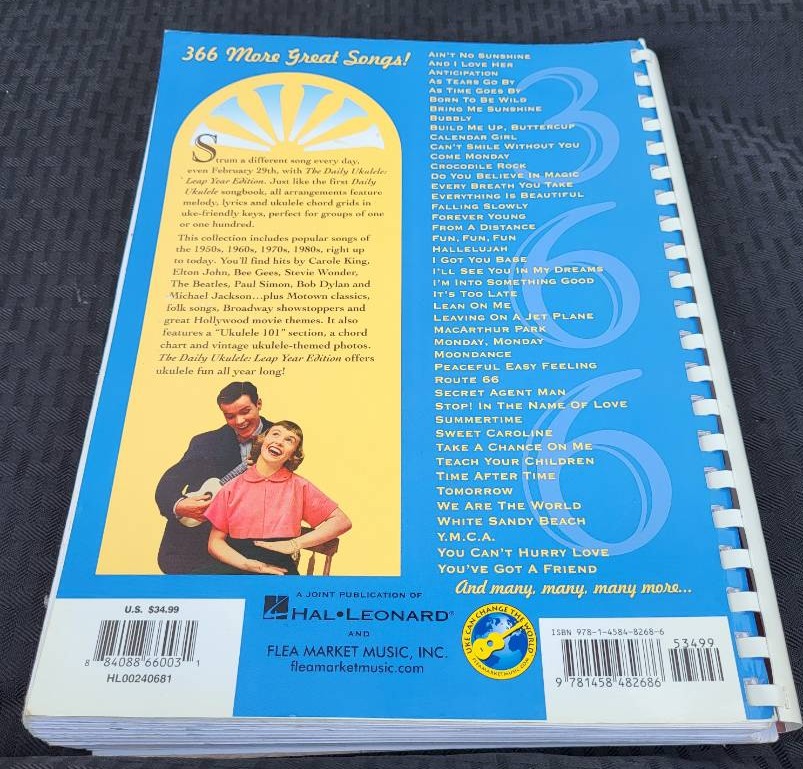 366 More Great Songs!
Strum a different song every day,
even February 29th, with The Daily Ukulele:
Leap Year Edition. Just like the first Daily
Ukulele songbook, all arrangements feature
melody, lyrics and ukulele chord grids in
uke-friendly keys, perfect for groups of one
or one hundred.
This collection includes popular songs of
the 1950s, 1960s, 1970s, 1980s, right up
to today. You'll find hits by Carole King,
Elton John, Bee Gees, Stevie Wonder,
The Beatles, Paul Simon, Bob Dylan and
Michael Jackson...plus Motown classics,
folk songs, Broadway showstoppers and
great Hollywood movie themes. It also
features a "Ukulele 101" section, a chord
chart and vintage ukulele-themed photos.
The Daily Ukulele: Leap Year Edition offers
ukulele fun all year long!
366
AIN'T NO SUNSHINE
AND I LOVE HER
ANTICIPATION
AS TEARS GO BY
AS TIME GOES BY
BORN TO BE WILD
BRING ME SUNSHINE
BUBBLY
BUILD ME UP, BUTTERCUP
CALENDAR GIRL
CAN'T SMILE WITHOUT YOU
COME MONDAY
CROCODILE ROCK
DO YOU BELIEVE IN MAGIC
EVERY BREATH YOU TAKE
EVERYTHING IS BEAUTIFUL
FALLING SLOWLY
FOREVER YOUNG
FROM A DISTANCE
FUN, FUN, FUN
HALLELUJAH
I GOT YOU BABE
I'LL SEE YOU IN MY DREAMS
I'M INTO SOMETHING GOOD
IT'S TOO LATE
LEAN ON ME
LEAVING ON A JET PLANE
MACARTHUR PARK
MONDAY, MONDAY
MOONDANCE
PEACEFUL EASY FEELING
ROUTE 66
SECRET AGENT MAN
STOP! IN THE NAME OF LOVE
SUMMERTIME
SWEET CAROLINE
TAKE A CHANCE ON ME
TEACH YOUR CHILDREN
TIME AFTER TIME
TOMORROW
WE ARE THE WORLD
WHITE SANDY BEACH
Y.M.C.A.
YOU CAN'T HURRY LOVE
YOU'VE GOT A FRIEND
And many, many, many more...
A JOINT PUBLICATION OF
HAL•LEONARD®
AND
FLEA MARKET MUSIC, INC.
fleamarketmusic.com
UKE CAN CHANGE THE WORLD
FLEAMARKETMUSIC.COM
U.S. $34.99
8 84088 66003 1
HL00240681
ISBN 978-1-4584-8268-6
53499
9 781458 482686